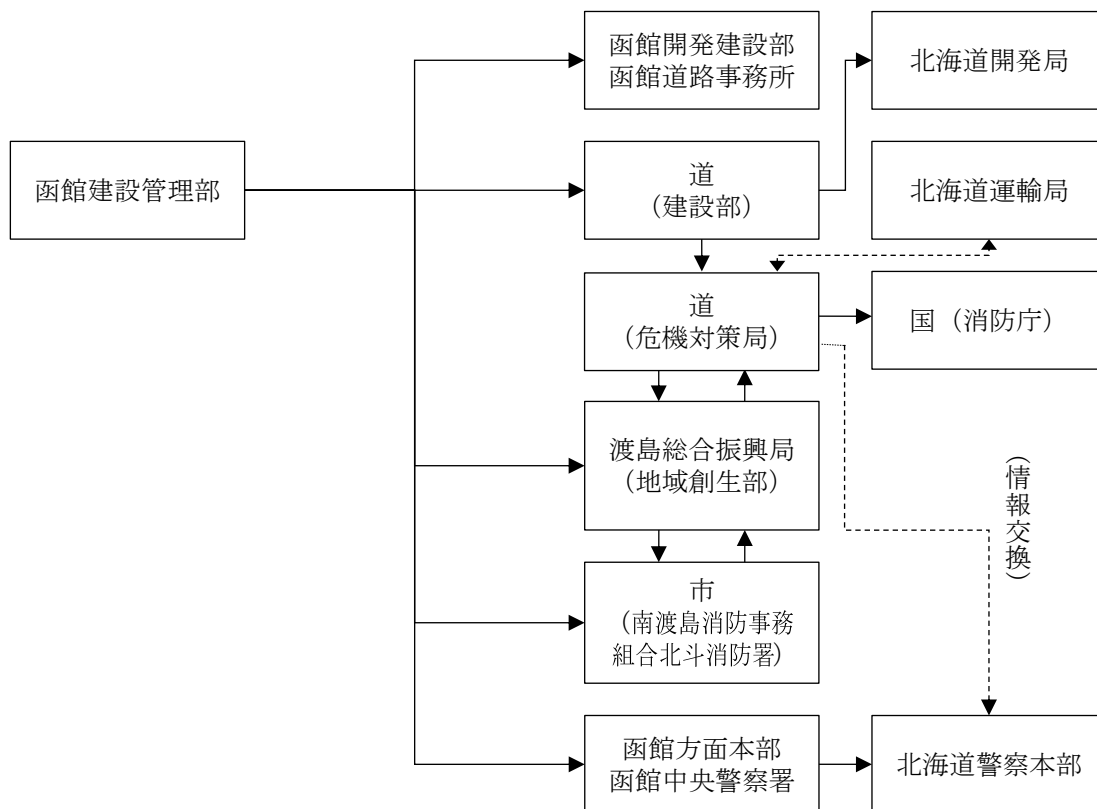 函館開発建設部
函館道路事務所
北海道開発局
函館建設管理部
道
（建設部）
北海道運輸局
道
（危機対策局）
国（消防庁）
渡島総合振興局
（地域創生部）
（情報交換）
市
（南渡島消防事務
組合北斗消防署）
函館方面本部
函館中央警察署
北海道警察本部